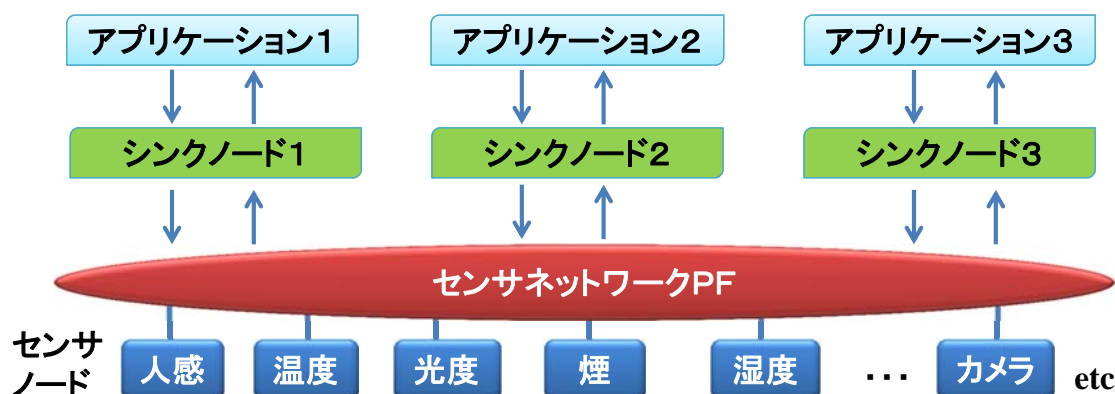 アプリケーション1 アプリケーション2 アプリケーション3
シンクノード1 シンクノード2 シンクノード3
センサネットワークPF
センサ
ノード
人感 温度 光度 煙 湿度 ・・・ カメラ etc